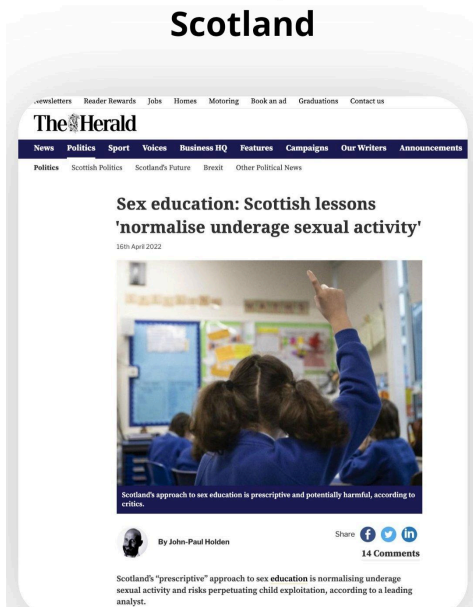 Scotland
Newsletters Reader Rewards Jobs Homes Motoring Book an ad Graduations Contact us
The Herald
News Politics Sport Voices Business HQ Features Campaigns Our Writers Announcements
Politics Scottish Politics Scotland's Future Brexit Other Political News
Sex education: Scottish lessons
'normalise underage sexual activity'
16th April 2022
Scotland's approach to sex education is prescriptive and potentially harmful, according to
critics.
By John-Paul Holden
Share
14 Comments
Scotland's "prescriptive" approach to sex education is normalising underage
sexual activity and risks perpetuating child exploitation, according to a leading
analyst.